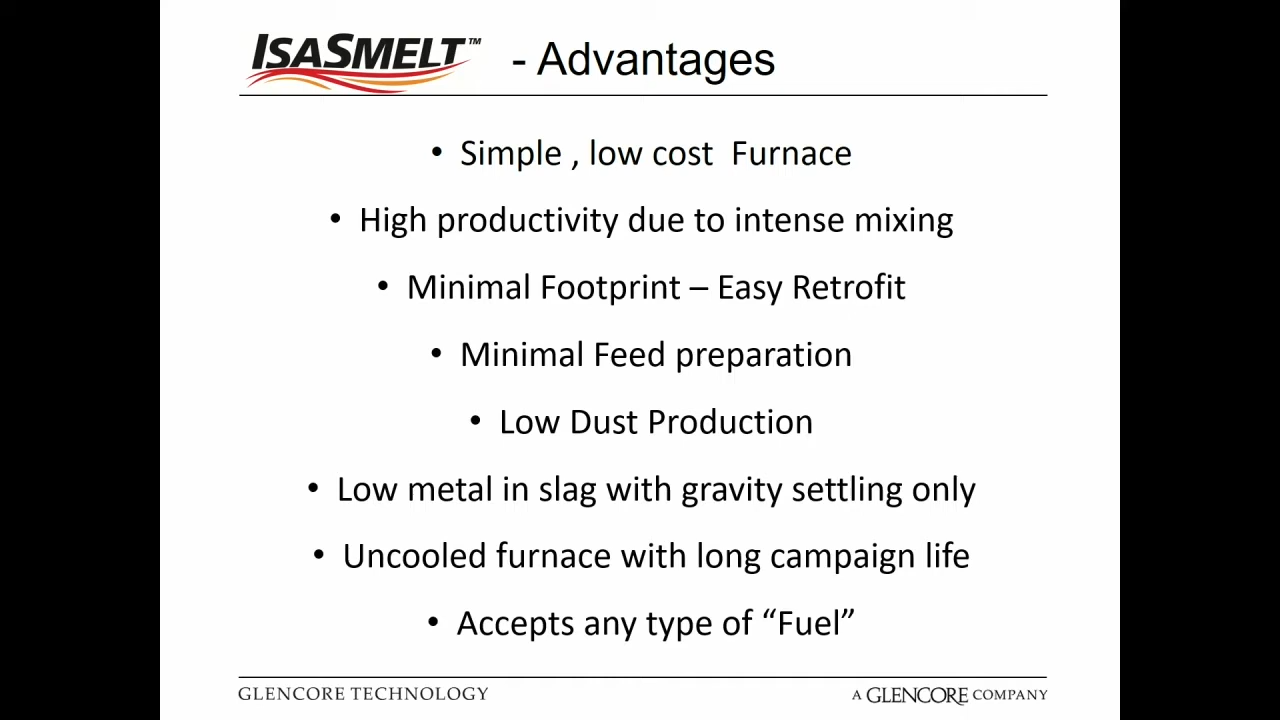 ISASMELT™ - Advantages
• Simple , low cost  Furnace
• High productivity due to intense mixing
• Minimal Footprint – Easy Retrofit
• Minimal Feed preparation
• Low Dust Production
• Low metal in slag with gravity settling only
• Uncooled furnace with long campaign life
• Accepts any type of “Fuel”
GLENCORE TECHNOLOGY
A GLENCORE COMPANY